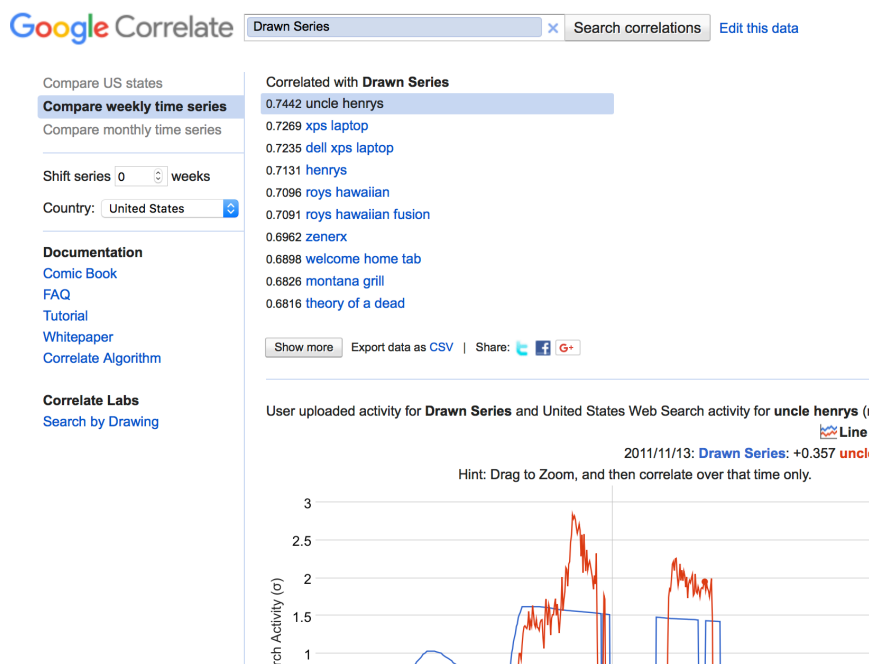 Google Correlate Drawn Series × Search correlations Edit this data
Compare US states
Compare weekly time series
Compare monthly time series
Shift series 0 weeks
Country: United States
Documentation
Comic Book
FAQ
Tutorial
Whitepaper
Correlate Algorithm
Correlate Labs
Search by Drawing
Correlated with Drawn Series
0.7442 uncle henrys
0.7269 xps laptop
0.7235 dell xps laptop
0.7131 henrys
0.7096 roys hawaiian
0.7091 roys hawaiian fusion
0.6962 zenerx
0.6898 welcome home tab
0.6826 montana grill
0.6816 theory of a dead
Show more Export data as CSV | Share: G+
User uploaded activity for Drawn Series and United States Web Search activity for uncle henrys (
Line
2011/11/13: Drawn Series: +0.357 uncle
Hint: Drag to Zoom, and then correlate over that time only.
3
2.5
2
1.5
1
rch Activity (σ)